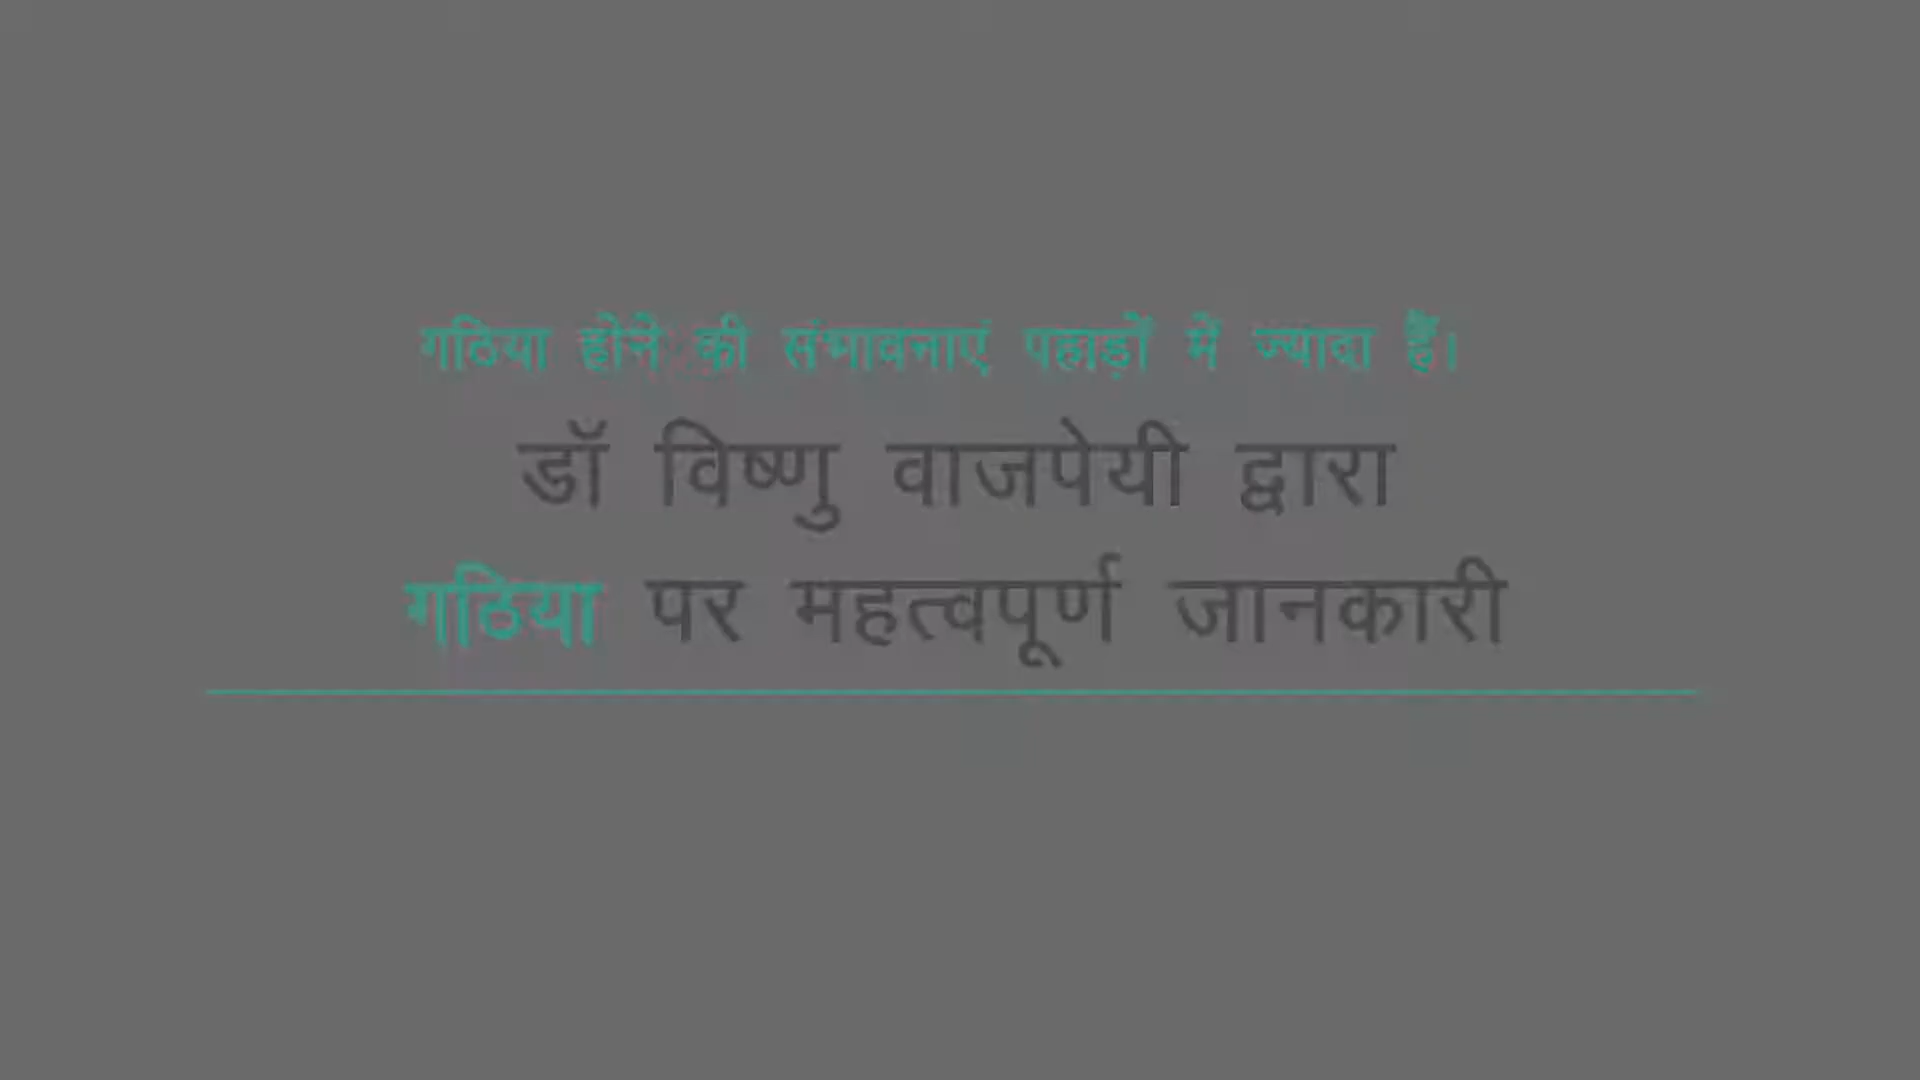 गठिया होने की संभावनाएं पहाड़ों में ज्यादा हैं।
डॉ विष्णु वाजपेयी द्वारा
गठिया पर महत्वपूर्ण जानकारी